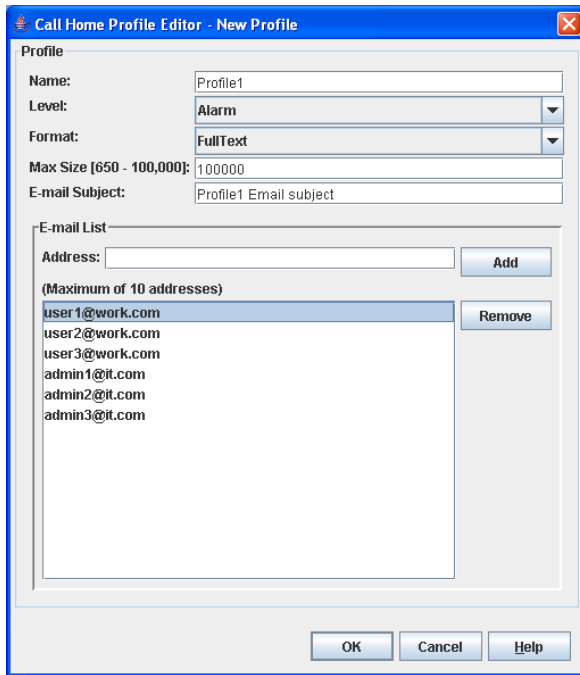 Call Home Profile Editor - New Profile
Profile
Name: Profile1
Level: Alarm
Format: FullText
Max Size [650 - 100,000]: 100000
E-mail Subject: Profile1 Email subject
E-mail List
Address: Add
(Maximum of 10 addresses)
user1@work.com Remove
user2@work.com
user3@work.com
admin1@it.com
admin2@it.com
admin3@it.com
OK Cancel Help